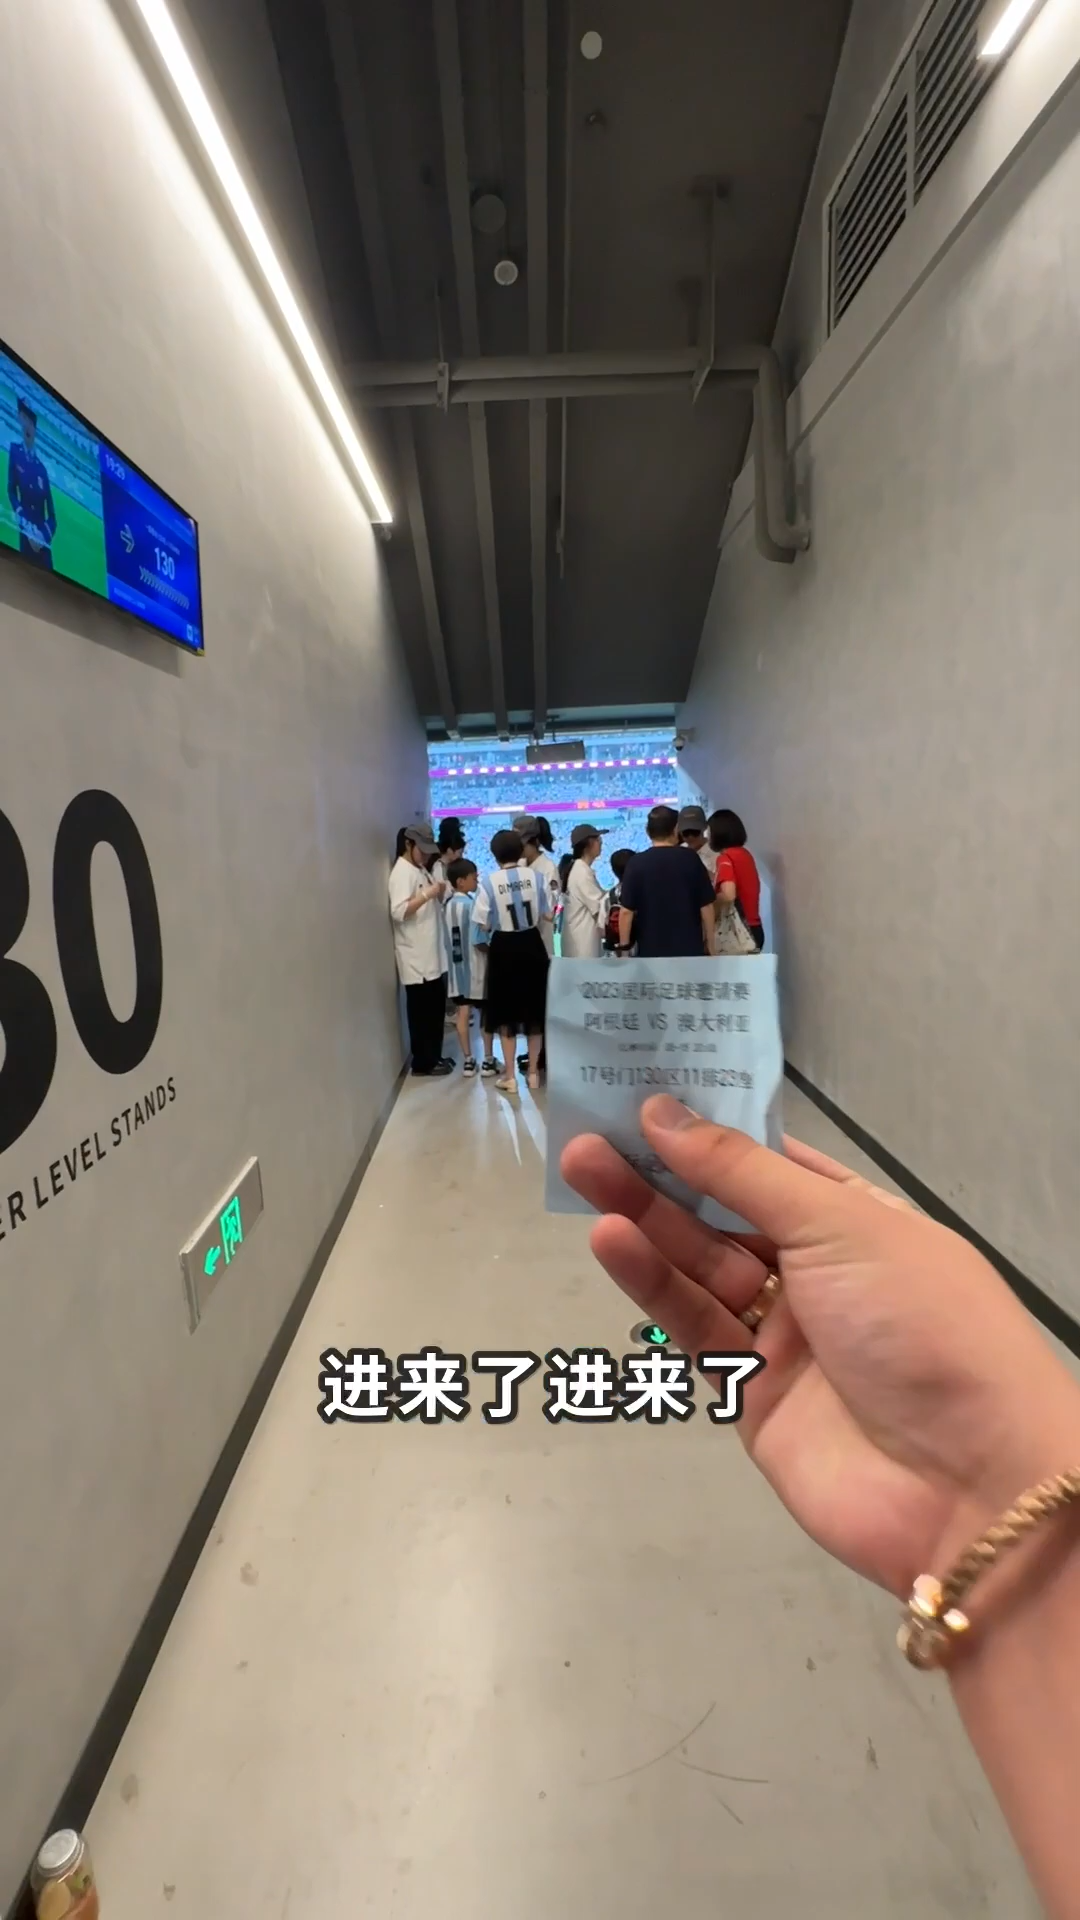 19:29
130
30
ER LEVEL STANDS
DI MARIA
11
2023国际足球邀请赛
阿根廷 VS 澳大利亚
17号门130区11排23座
进来了进来了